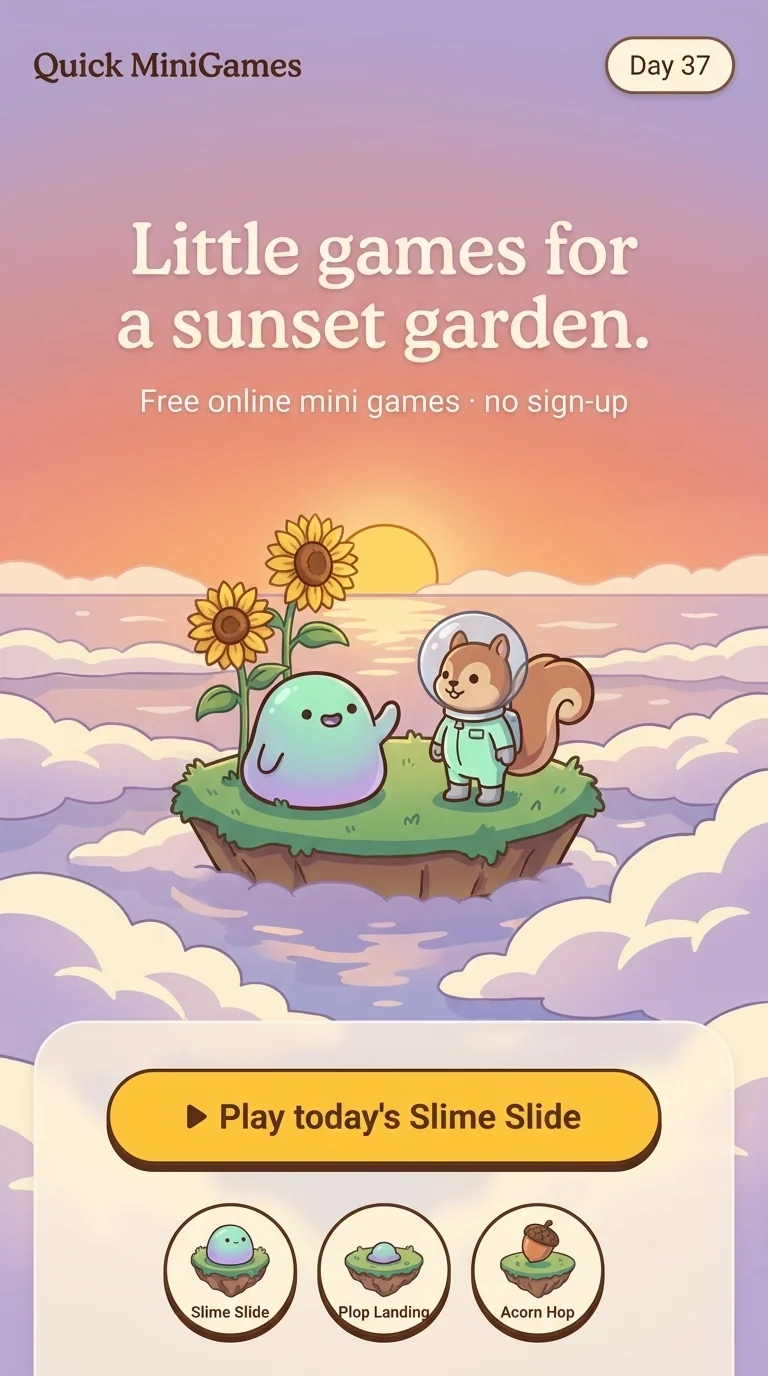 Quick MiniGames
Day 37
Little games for
a sunset garden.
Free online mini games · no sign-up
Play today's Slime Slide
Slime Slide
Plop Landing
Acorn Hop